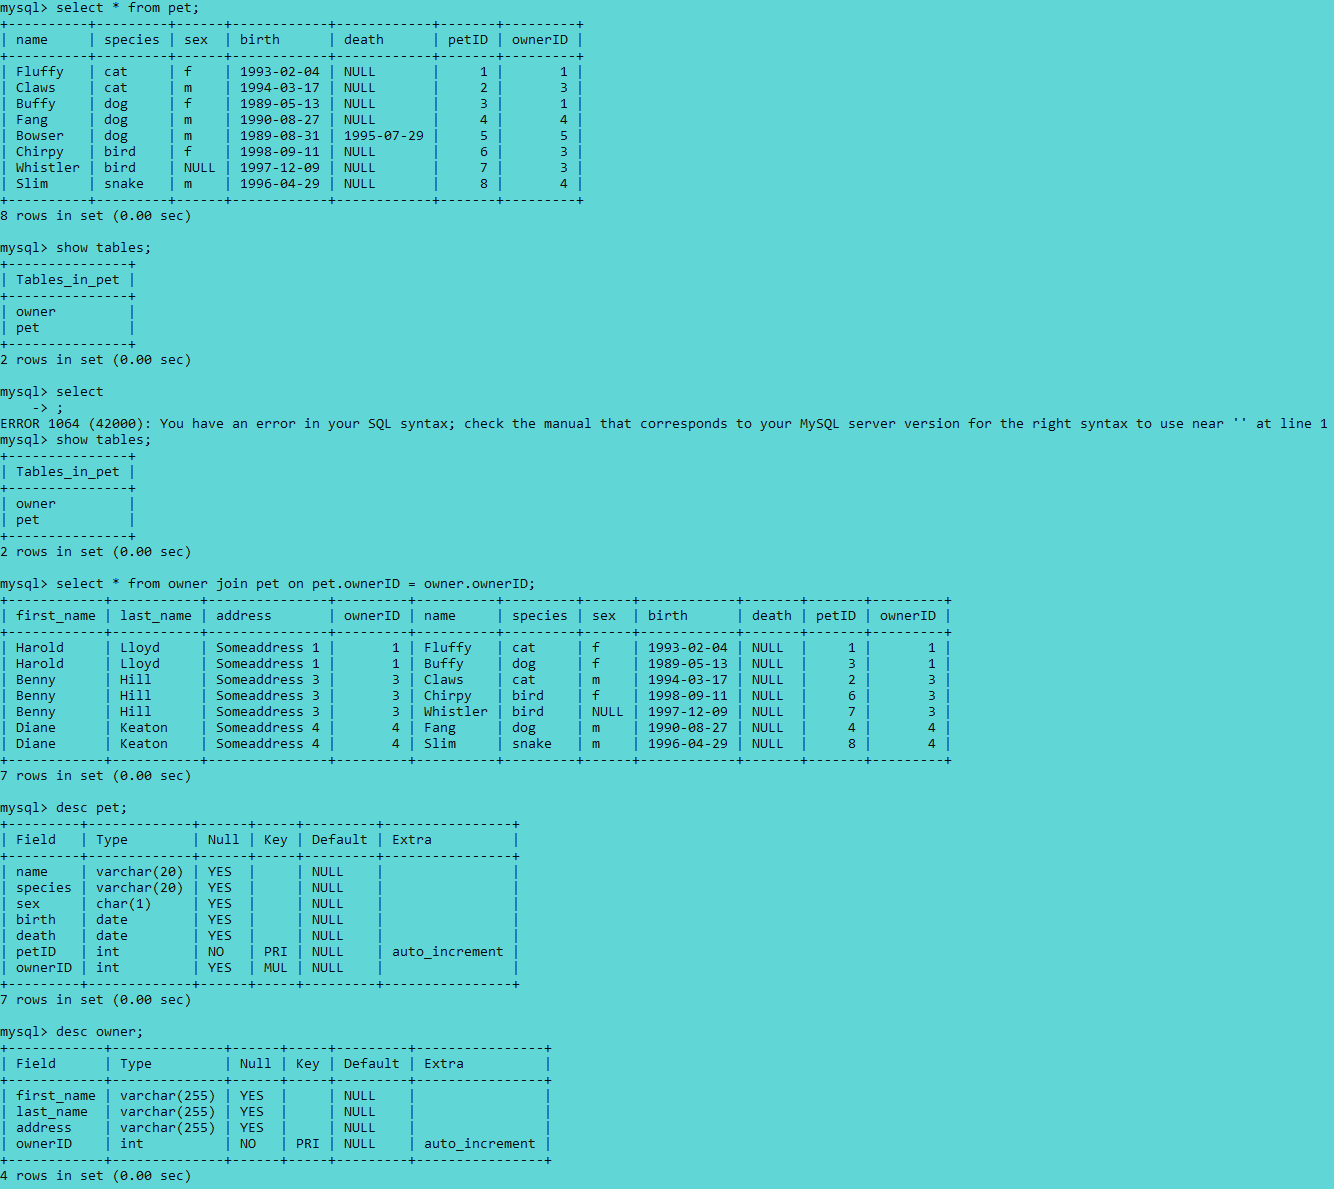 mysql> select * from pet;
+----------+---------+------+------------+------------+-------+---------+
| name     | species | sex  | birth      | death      | petID | ownerID |
+----------+---------+------+------------+------------+-------+---------+
| Fluffy   | cat     | f    | 1993-02-04 | NULL       |     1 |       1 |
| Claws    | cat     | m    | 1994-03-17 | NULL       |     2 |       3 |
| Buffy    | dog     | f    | 1989-05-13 | NULL       |     3 |       1 |
| Fang     | dog     | m    | 1990-08-27 | NULL       |     4 |       4 |
| Bowser   | dog     | m    | 1989-08-31 | 1995-07-29 |     5 |       5 |
| Chirpy   | bird    | f    | 1998-09-11 | NULL       |     6 |       3 |
| Whistler | bird    | NULL | 1997-12-09 | NULL       |     7 |       3 |
| Slim     | snake   | m    | 1996-04-29 | NULL       |     8 |       4 |
+----------+---------+------+------------+------------+-------+---------+
8 rows in set (0.00 sec)

mysql> show tables;
+---------------+
| Tables_in_pet |
+---------------+
| owner         |
| pet           |
+---------------+
2 rows in set (0.00 sec)

mysql> select
    -> ;
ERROR 1064 (42000): You have an error in your SQL syntax; check the manual that corresponds to your MySQL server version for the right syntax to use near '' at line 1
mysql> show tables;
+---------------+
| Tables_in_pet |
+---------------+
| owner         |
| pet           |
+---------------+
2 rows in set (0.00 sec)

mysql> select * from owner join pet on pet.ownerID = owner.ownerID;
+------------+-----------+---------------+---------+----------+---------+------+------------+-------+-------+---------+
| first_name | last_name | address       | ownerID | name     | species | sex  | birth      | death | petID | ownerID |
+------------+-----------+---------------+---------+----------+---------+------+------------+-------+-------+---------+
| Harold     | Lloyd     | Someaddress 1 |       1 | Fluffy   | cat     | f    | 1993-02-04 | NULL  |     1 |       1 |
| Harold     | Lloyd     | Someaddress 1 |       1 | Buffy    | dog     | f    | 1989-05-13 | NULL  |     3 |       1 |
| Benny      | Hill      | Someaddress 3 |       3 | Claws    | cat     | m    | 1994-03-17 | NULL  |     2 |       3 |
| Benny      | Hill      | Someaddress 3 |       3 | Chirpy   | bird    | f    | 1998-09-11 | NULL  |     6 |       3 |
| Benny      | Hill      | Someaddress 3 |       3 | Whistler | bird    | NULL | 1997-12-09 | NULL  |     7 |       3 |
| Diane      | Keaton    | Someaddress 4 |       4 | Fang     | dog     | m    | 1990-08-27 | NULL  |     4 |       4 |
| Diane      | Keaton    | Someaddress 4 |       4 | Slim     | snake   | m    | 1996-04-29 | NULL  |     8 |       4 |
+------------+-----------+---------------+---------+----------+---------+------+------------+-------+-------+---------+
7 rows in set (0.00 sec)

mysql> desc pet;
+---------+-------------+------+-----+---------+----------------+
| Field   | Type        | Null | Key | Default | Extra          |
+---------+-------------+------+-----+---------+----------------+
| name    | varchar(20) | YES  |     | NULL    |                |
| species | varchar(20) | YES  |     | NULL    |                |
| sex     | char(1)     | YES  |     | NULL    |                |
| birth   | date        | YES  |     | NULL    |                |
| death   | date        | YES  |     | NULL    |                |
| petID   | int         | NO   | PRI | NULL    | auto_increment |
| ownerID | int         | YES  | MUL | NULL    |                |
+---------+-------------+------+-----+---------+----------------+
7 rows in set (0.00 sec)

mysql> desc owner;
+------------+--------------+------+-----+---------+----------------+
| Field      | Type         | Null | Key | Default | Extra          |
+------------+--------------+------+-----+---------+----------------+
| first_name | varchar(255) | YES  |     | NULL    |                |
| last_name  | varchar(255) | YES  |     | NULL    |                |
| address    | varchar(255) | YES  |     | NULL    |                |
| ownerID    | int          | NO   | PRI | NULL    | auto_increment |
+------------+--------------+------+-----+---------+----------------+
4 rows in set (0.00 sec)